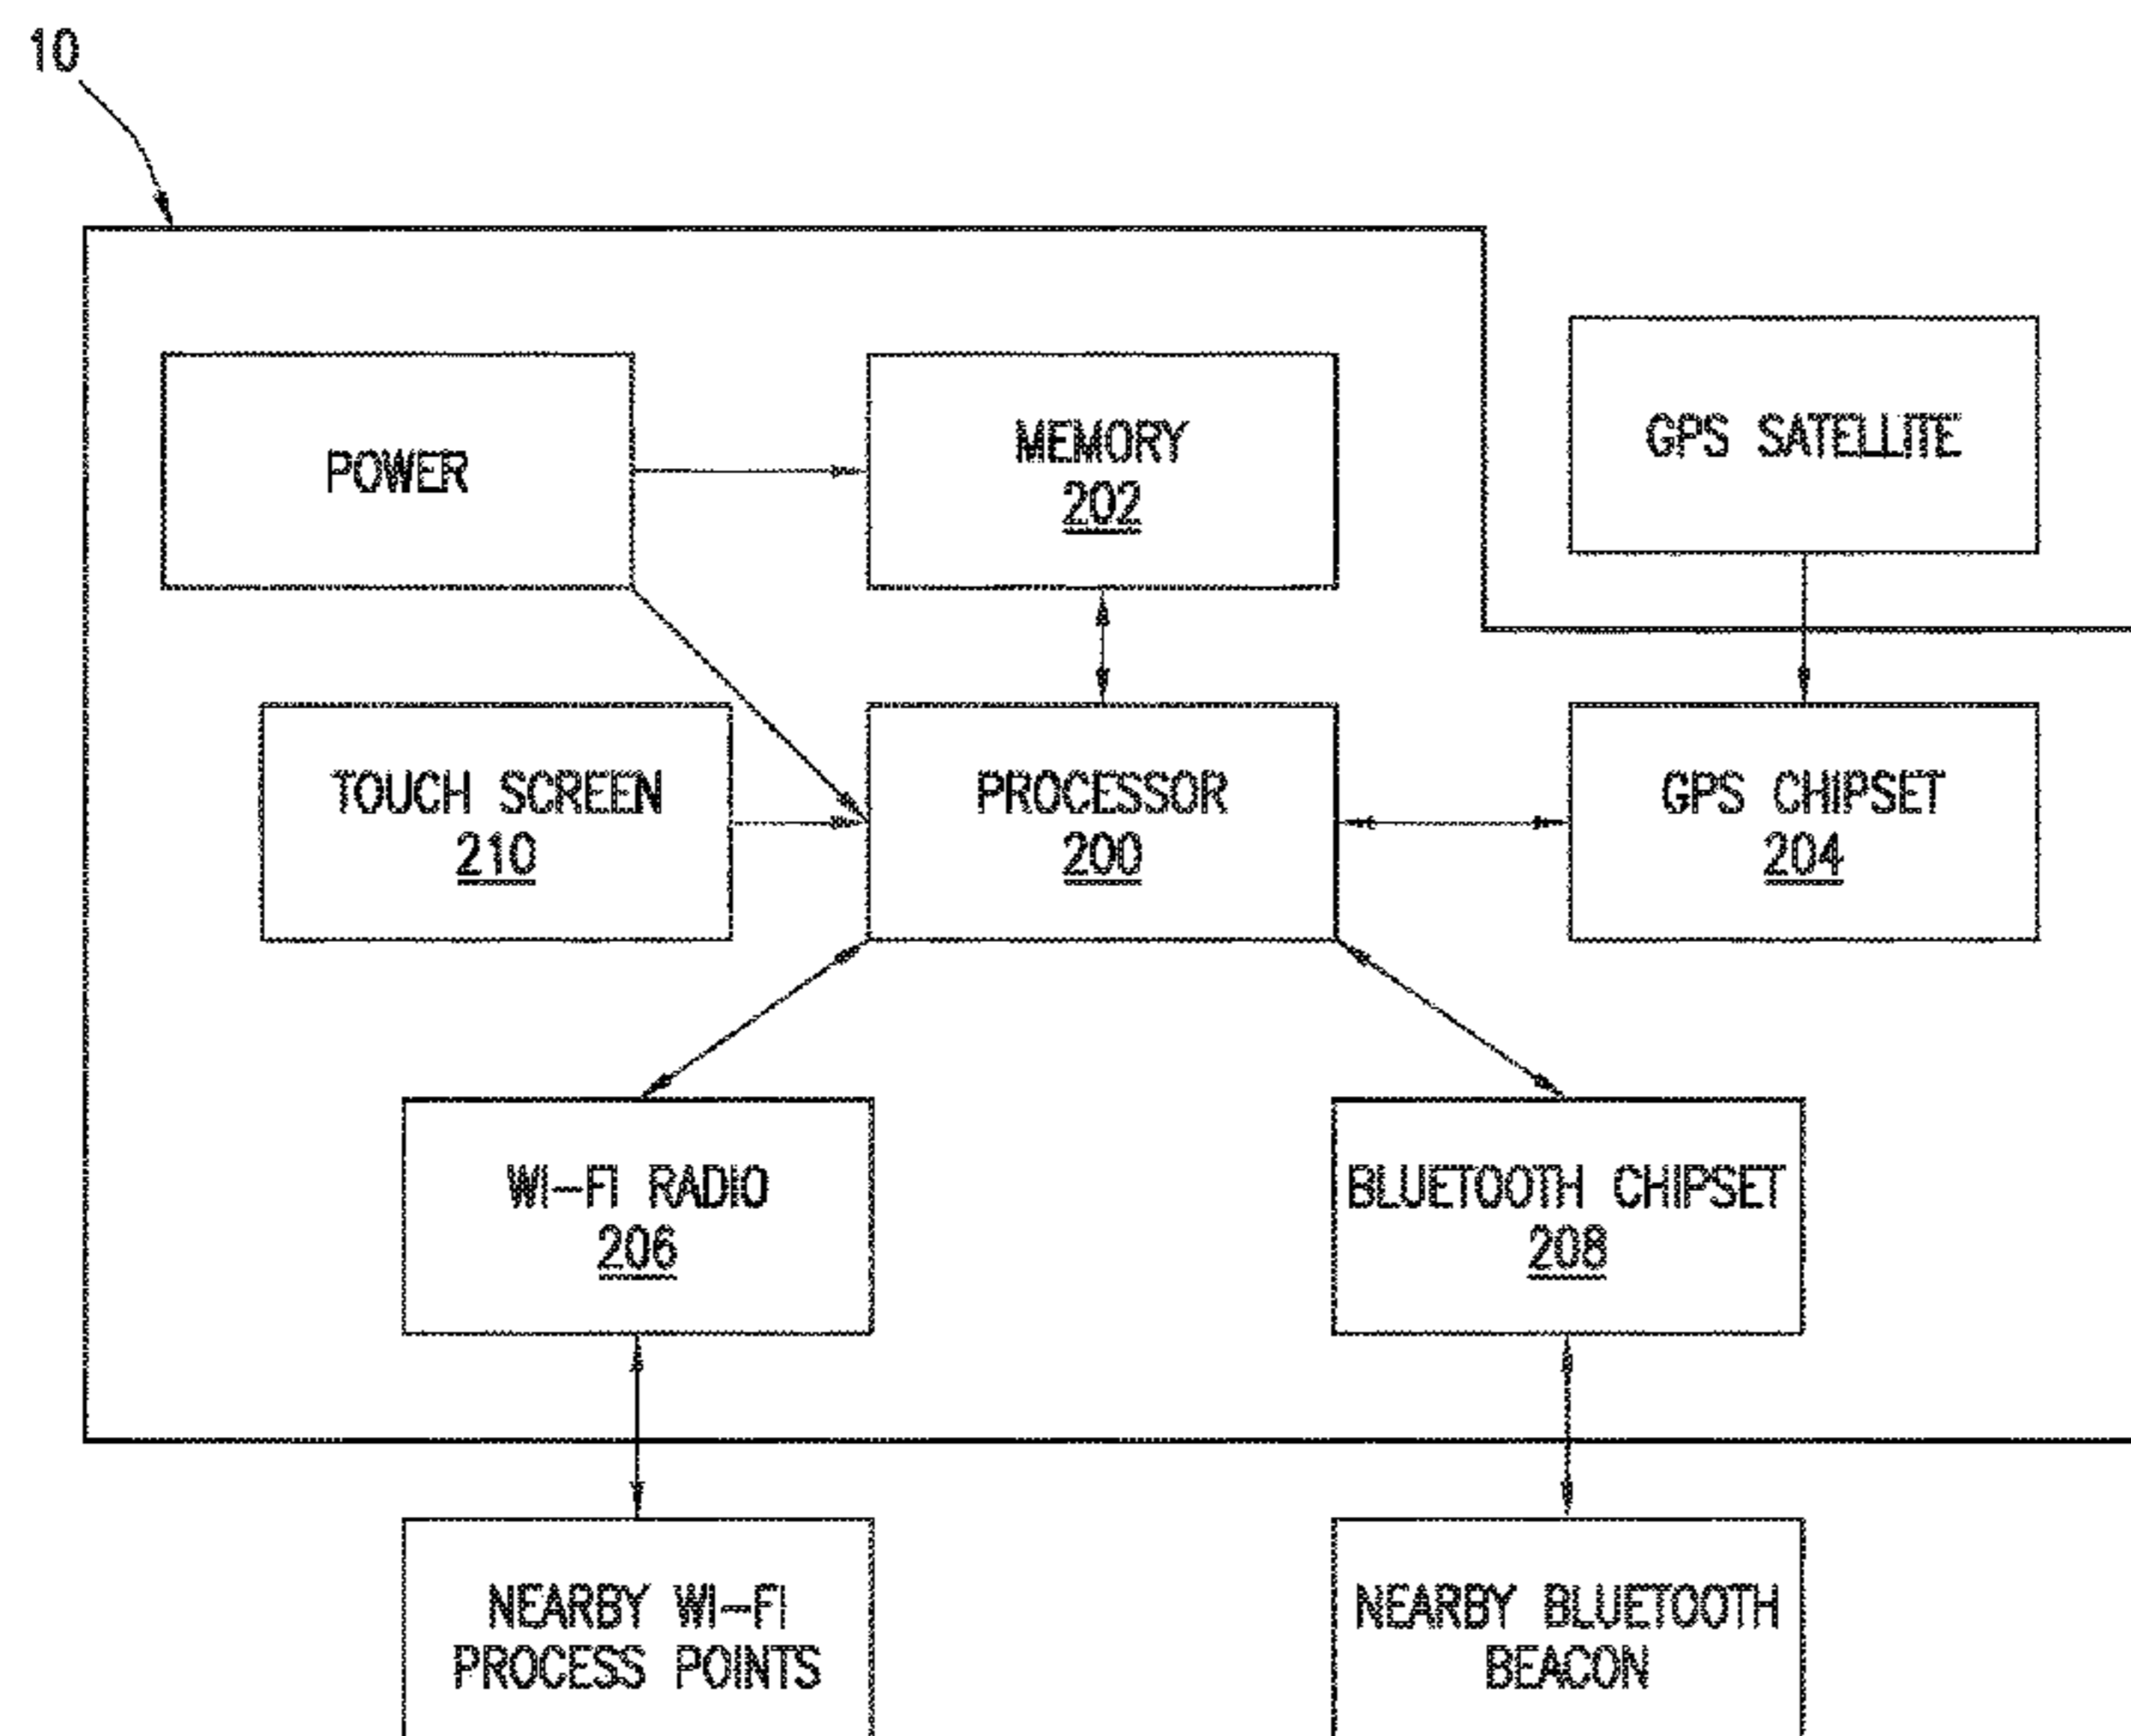 10
POWER
MEMORY
202
GPS SATELLITE
TOUCH SCREEN
210
PROCESSOR
200
GPS CHIPSET
204
WI-FI RADIO
206
BLUETOOTH CHIPSET
208
NEARBY WI-FI
PROCESS POINTS
NEARBY BLUETOOTH
BEACON